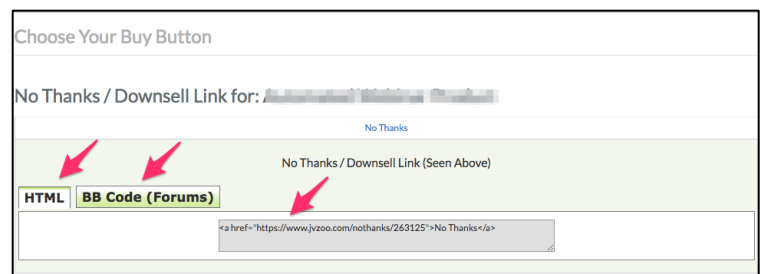 Choose Your Buy Button
No Thanks / Downsell Link for:
No Thanks
No Thanks / Downsell Link (Seen Above)
HTML BB Code (Forums)
<a href="https://www.jvzoo.com/nothanks/263125">No Thanks</a>